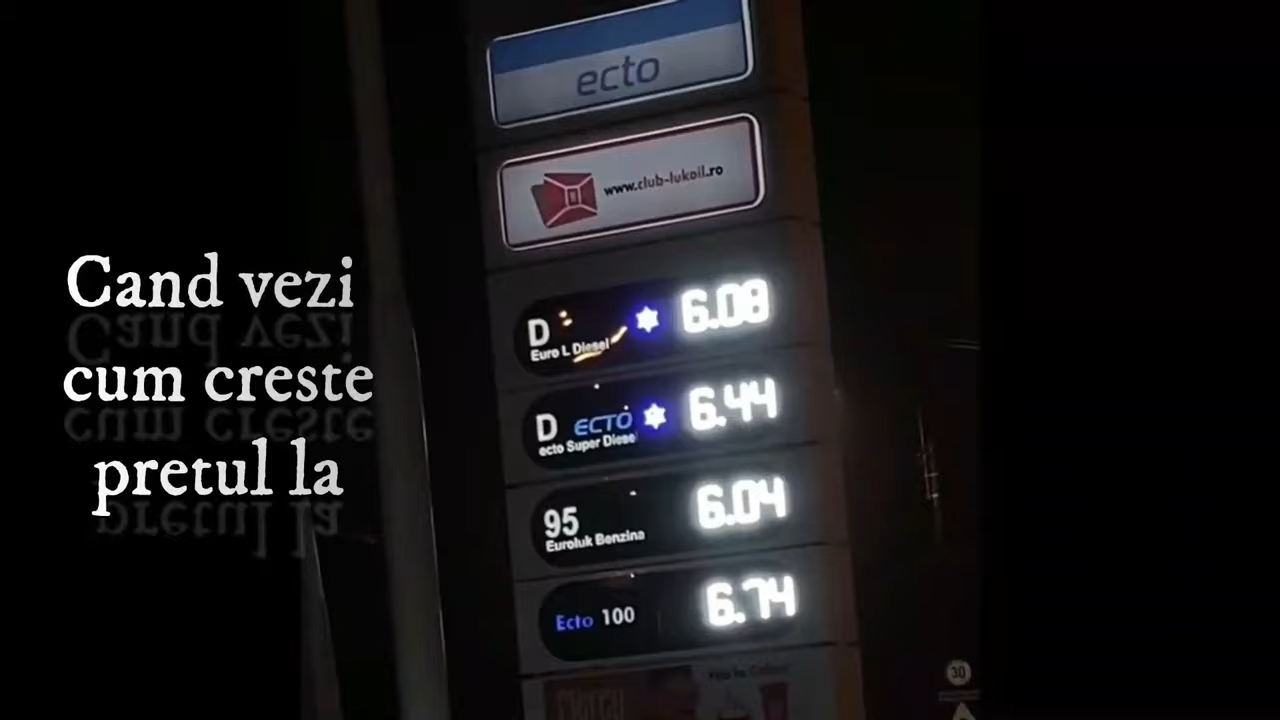 Cand vezi
cum creste
pretul la
ecto
www.club-lukoil.ro
D
Euro L Diesel
6.08
D ECTO
ecto Super Diesel
6.44
95
Euroluk Benzina
6.04
Ecto 100
6.74
30